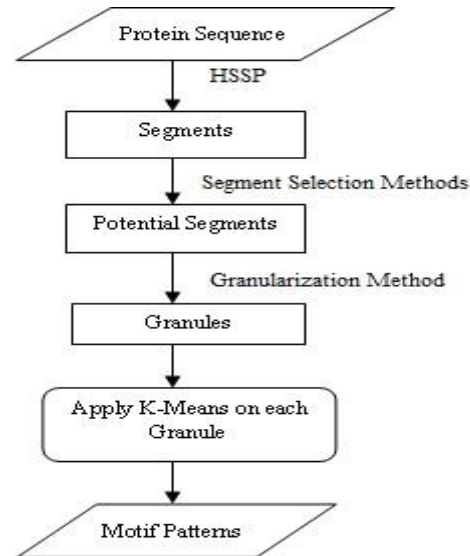 Protein Sequence
HSSP
Segments
Segment Selection Methods
Potential Segments
Granularization Method
Granules
Apply K-Means on each
Granule
Motif Patterns